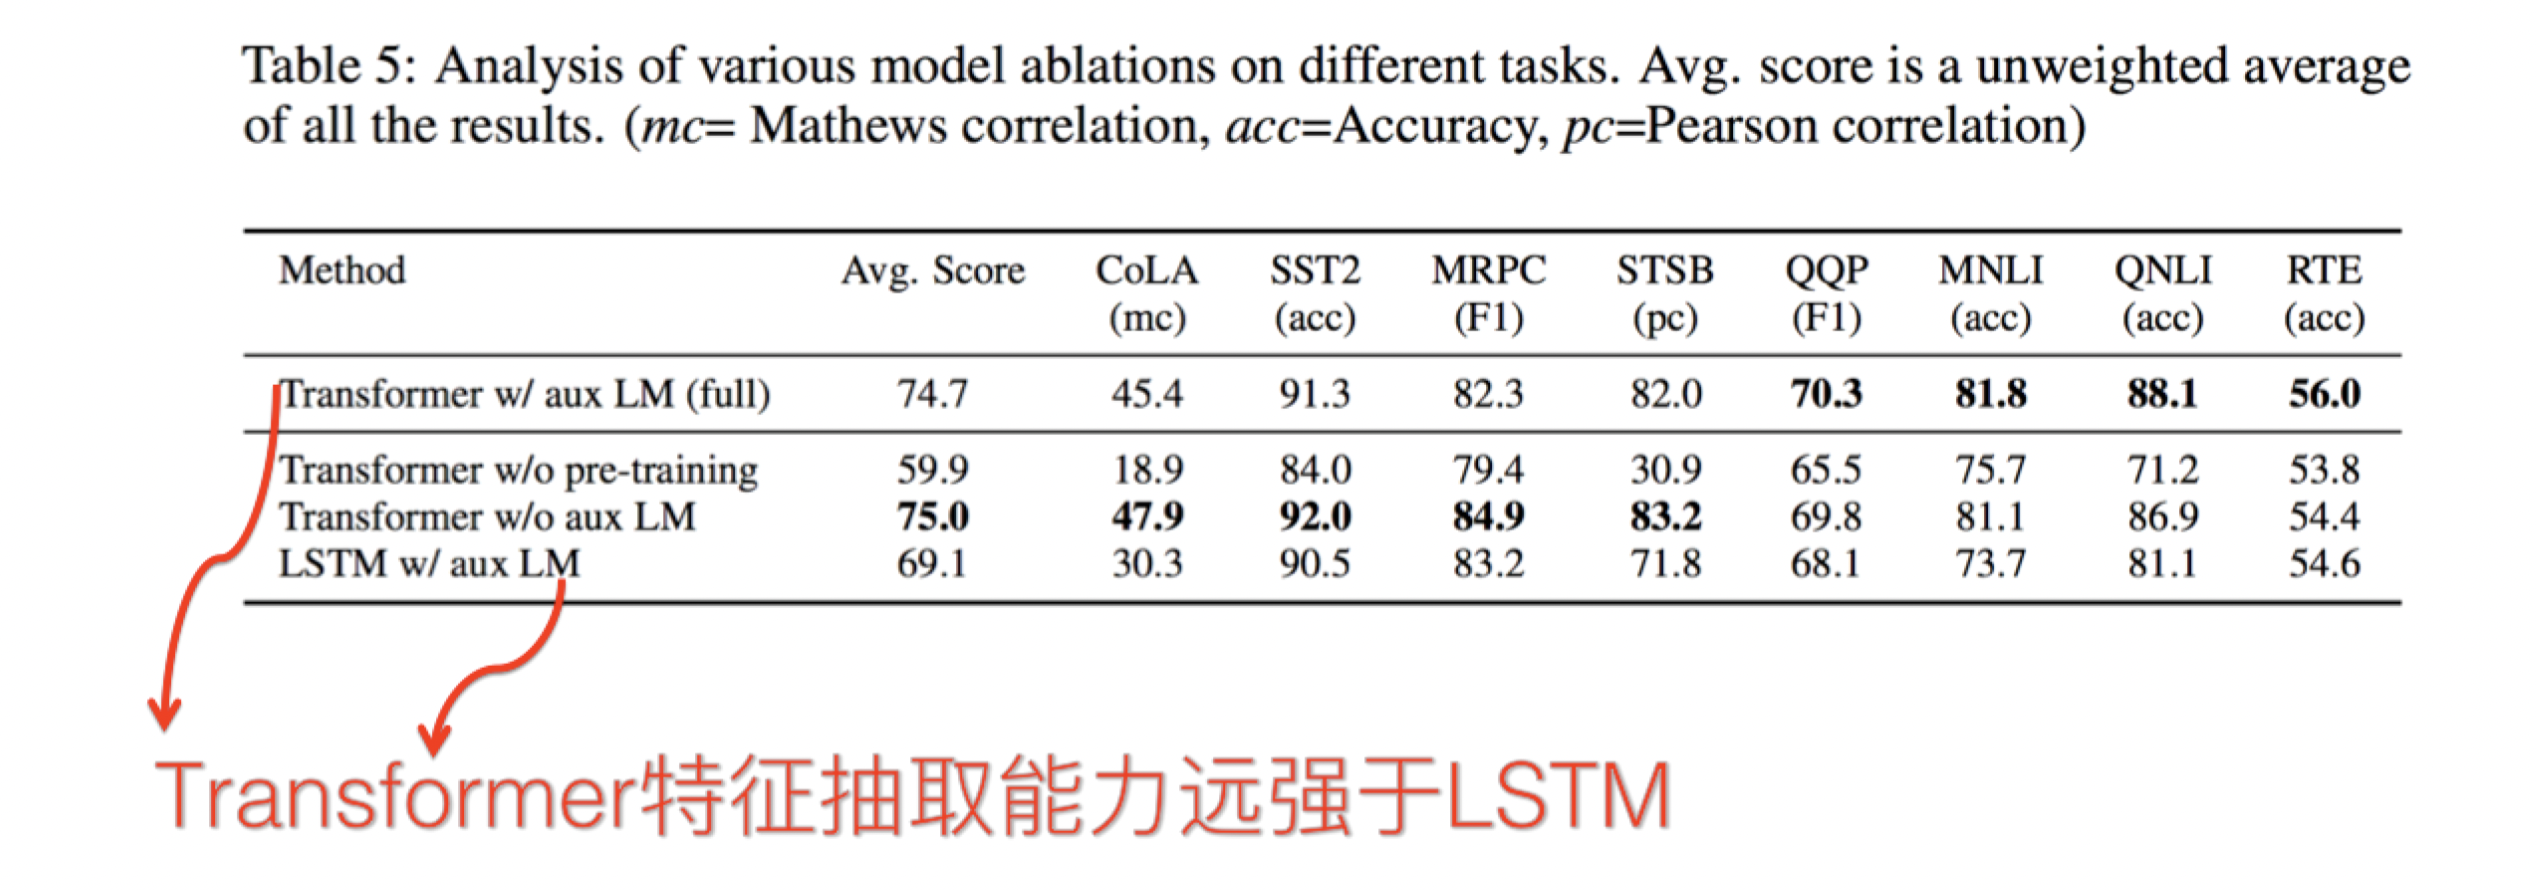 Table 5: Analysis of various model ablations on different tasks. Avg. score is a unweighted average
of all the results. (mc= Mathews correlation, acc=Accuracy, pc=Pearson correlation)
Method Avg. Score CoLA SST2 MRPC STSB QQP MNLI QNLI RTE
(mc) (acc) (F1) (pc) (F1) (acc) (acc) (acc)
Transformer w/ aux LM (full) 74.7 45.4 91.3 82.3 82.0 70.3 81.8 88.1 56.0
Transformer w/o pre-training 59.9 18.9 84.0 79.4 30.9 65.5 75.7 71.2 53.8
Transformer w/o aux LM 75.0 47.9 92.0 84.9 83.2 69.8 81.1 86.9 54.4
LSTM w/ aux LM 69.1 30.3 90.5 83.2 71.8 68.1 73.7 81.1 54.6
Transformer特征抽取能力远强于LSTM